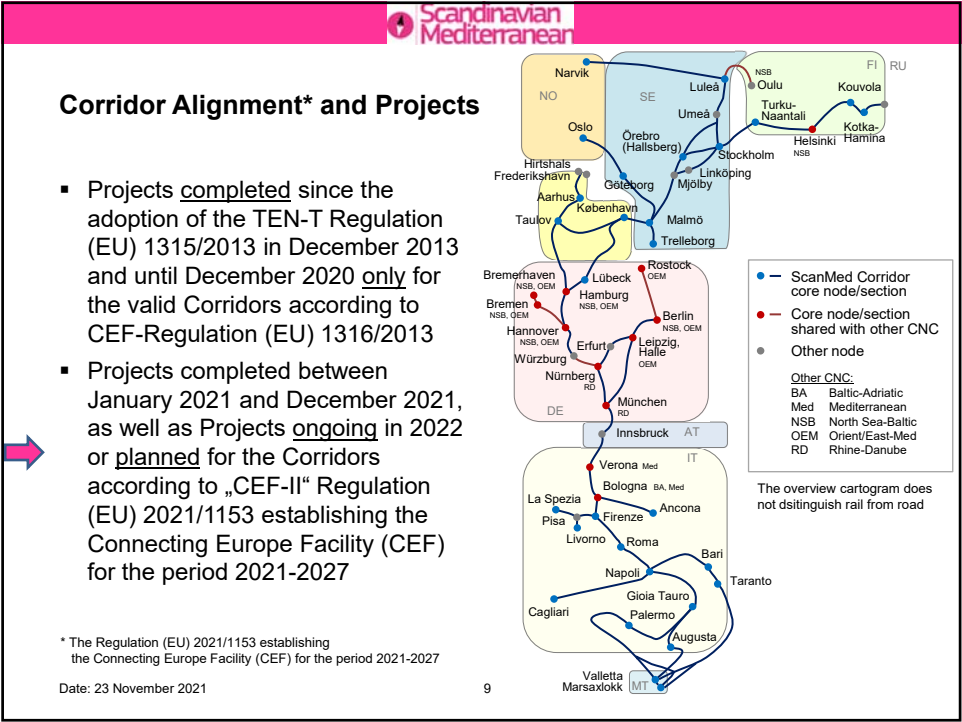 Scandinavian
Mediterranean
Corridor Alignment* and Projects
▪ Projects completed since the
adoption of the TEN-T Regulation
(EU) 1315/2013 in December 2013
and until December 2020 only for
the valid Corridors according to
CEF-Regulation (EU) 1316/2013
▪ Projects completed between
January 2021 and December 2021,
as well as Projects ongoing in 2022
or planned for the Corridors
according to „CEF-II“ Regulation
(EU) 2021/1153 establishing the
Connecting Europe Facility (CEF)
for the period 2021-2027
* The Regulation (EU) 2021/1153 establishing
the Connecting Europe Facility (CEF) for the period 2021-2027
Date: 23 November 2021
9
NO
SE
FI
RU
Narvik
Luleå
NSB
Oulu
Kouvola
Umeå
Turku-
Naantali
Oslo
Örebro
(Hallsberg)
Helsinki
NSB
Kotka-
Hamina
Stockholm
Hirtshals
Frederikshavn
Linköping
Göteborg
Mjölby
Aarhus
København
Taulov
Malmö
Trelleborg
Rostock
OEM
Bremerhaven
NSB, OEM
Lübeck
Hamburg
NSB, OEM
Bremen
NSB, OEM
Berlin
NSB, OEM
Hannover
NSB, OEM
Erfurt
Leipzig,
Halle
OEM
Würzburg
Nürnberg
RD
München
RD
DE
Innsbruck
AT
IT
Verona Med
Bologna BA, Med
La Spezia
Ancona
Pisa
Firenze
Livorno
Roma
Bari
Napoli
Taranto
Gioia Tauro
Cagliari
Palermo
Augusta
Valletta
Marsaxlokk
MT
ScanMed Corridor
core node/section
Core node/section
shared with other CNC
Other node
Other CNC:
BA Baltic-Adriatic
Med Mediterranean
NSB North Sea-Baltic
OEM Orient/East-Med
RD Rhine-Danube
The overview cartogram does
not dsitinguish rail from road